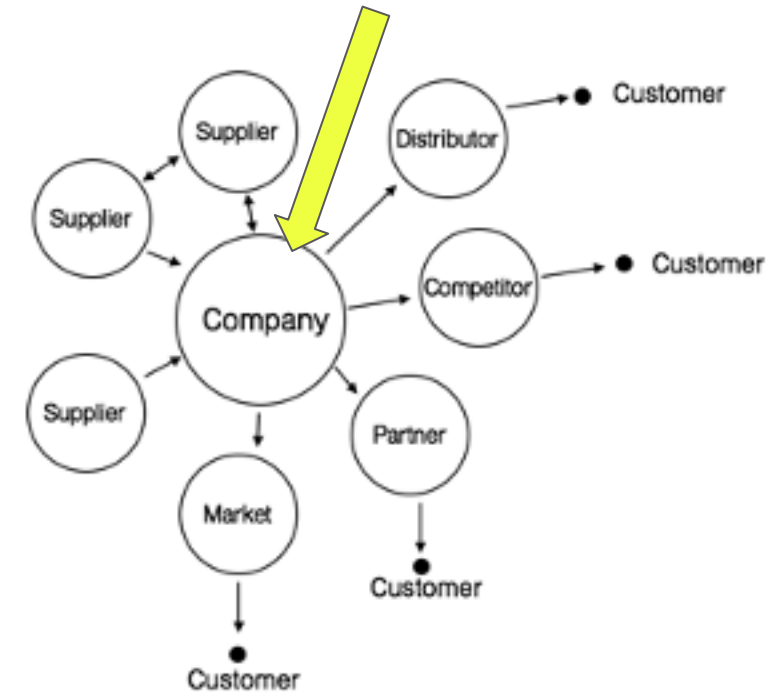 Customer
Supplier
Distributor
Supplier
Customer
Competitor
Company
Supplier
Partner
Market
Customer
Customer